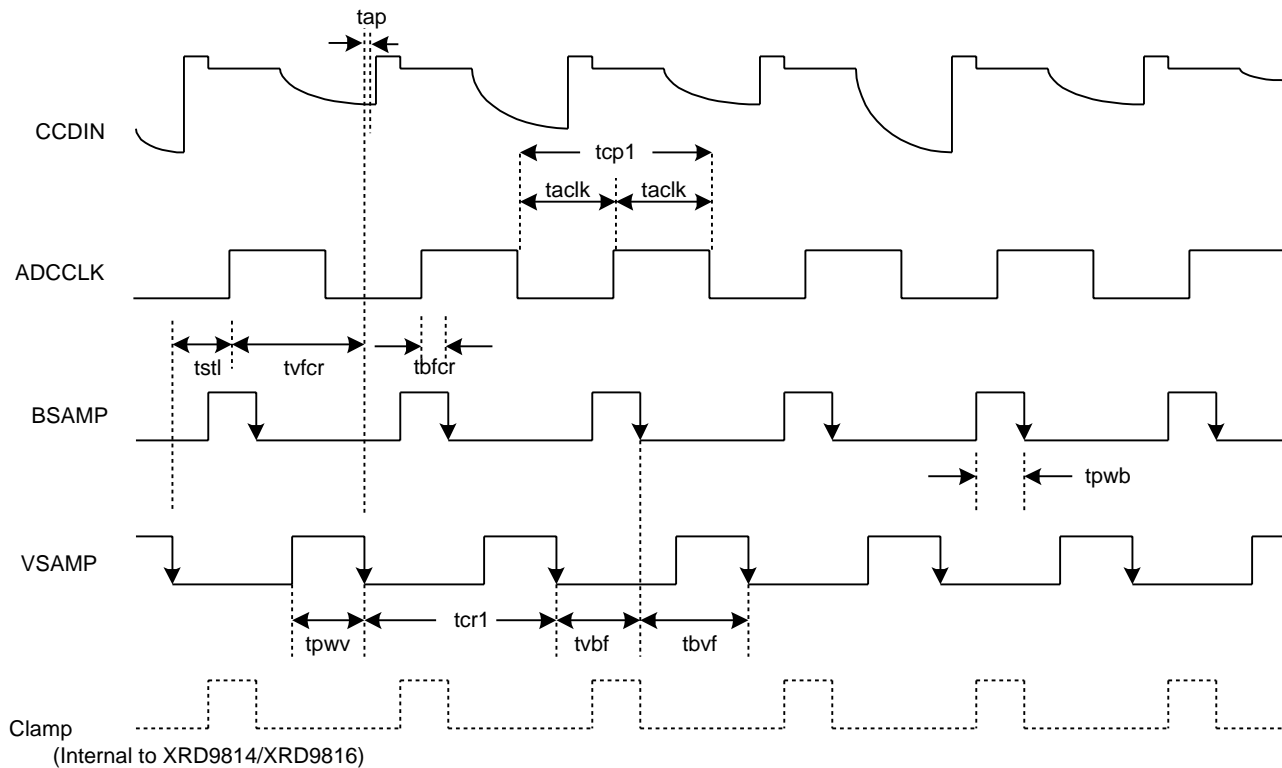 tap
CCDIN
tcp1
taclk taclk
ADCCLK
tstl tvfcr tbfcr
BSAMP
tpwb
VSAMP
tpwv tcr1 tvbf tbvf
Clamp
(Internal to XRD9814/XRD9816)